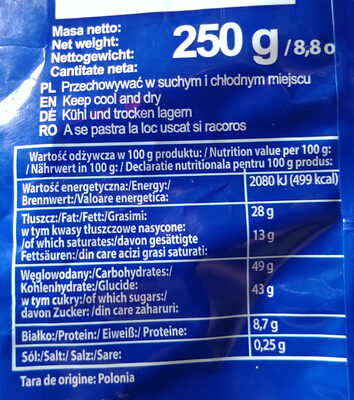 Masa netto:
Net weight:
Nettogewicht:
Cantitate neta:
250 g / 8,8 o
PL Przechowywać w suchym i chłodnym miejscu
EN Keep cool and dry
DE Kühl und trocken lagern
RO A se pastra la loc uscat si racoros
Wartość odżywcza w 100 g produktu: / Nutrition value per 100 g:
/ Nährwert in 100 g: / Declaratie nutritionala pentru 100 g produs:
Wartość energetyczna:/Energy:/
Brennwert:/Valoare energetica:
2080 kJ (499 kcal)
Tłuszcz:/Fat:/Fett:/Grasimi:
28 g
w tym kwasy tłuszczowe nasycone:
/of which saturates:/davon gesättigte
Fettsäuren:/din care acizi grasi saturati:
13 g
Węglowodany:/Carbohydrates:/
Kohlenhydrate:/Glucide:
49 g
w tym cukry:/of which sugars:/
davon Zucker: /din care zaharuri:
43 g
Białko:/Protein:/ Eiweiß:/ Proteine:
8,7 g
Sól:/Salt:/ Salz:/Sare:
0,25 g
Tara de origine: Polonia